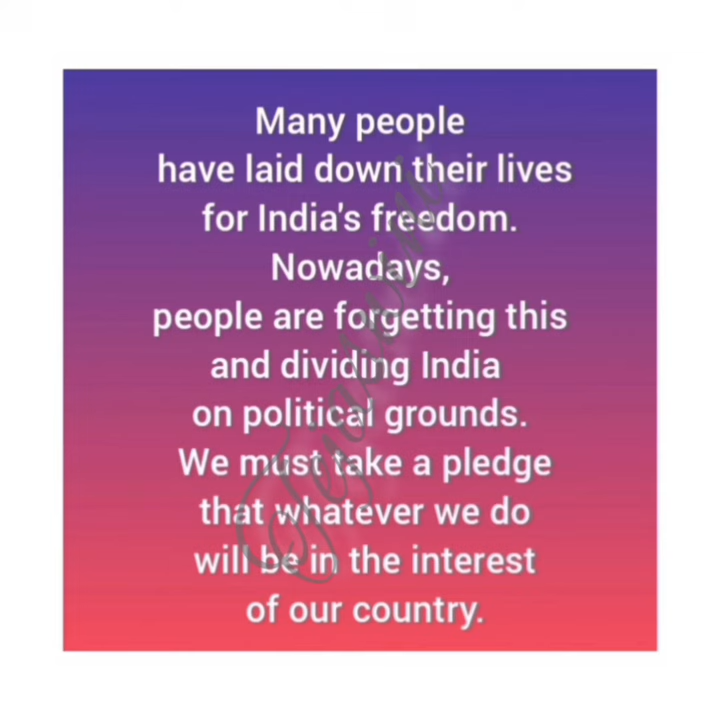 Many people
have laid down their lives
for India's freedom.
Nowadays,
people are forgetting this
and dividing India
on political grounds.
We must take a pledge
that whatever we do
will be in the interest
of our country.
Tejaswini